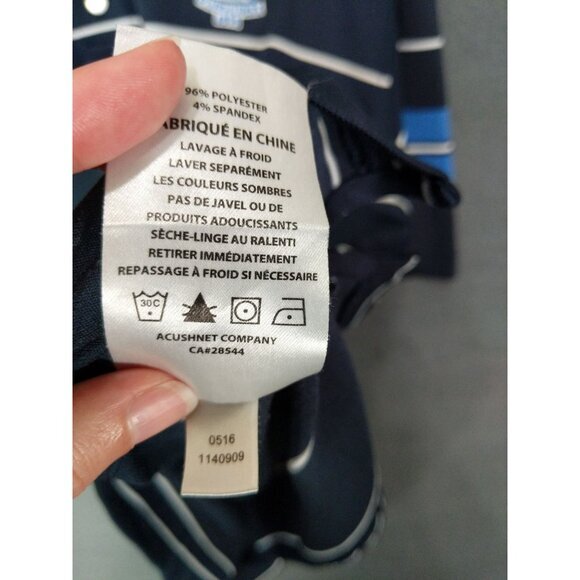 96% POLYESTER
4% SPANDEX
FABRIQUÉ EN CHINE
LAVAGE À FROID
LAVER SEPARÉMENT
LES COULEURS SOMBRES
PAS DE JAVEL OU DE
PRODUITS ADOUCISSANTS
SÈCHE-LINGE AU RALENTI
RETIRER IMMÉDIATEMENT
REPASSAGE À FROID SI NÉCESSAIRE
30C
ACUSHNET COMPANY
CA#28544
0516
1140909